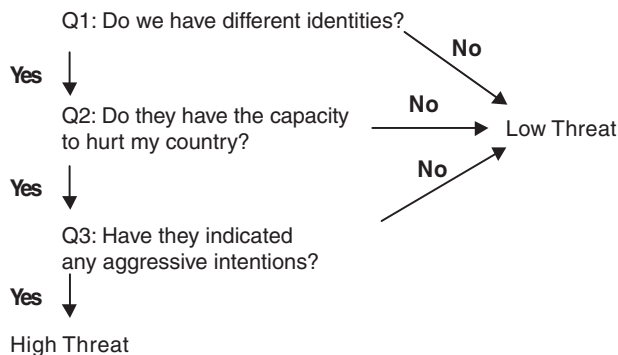 Q1: Do we have different identities?
No
Yes
Q2: Do they have the capacity
to hurt my country?
No
Low Threat
Yes
No
Q3: Have they indicated
any aggressive intentions?
Yes
High Threat